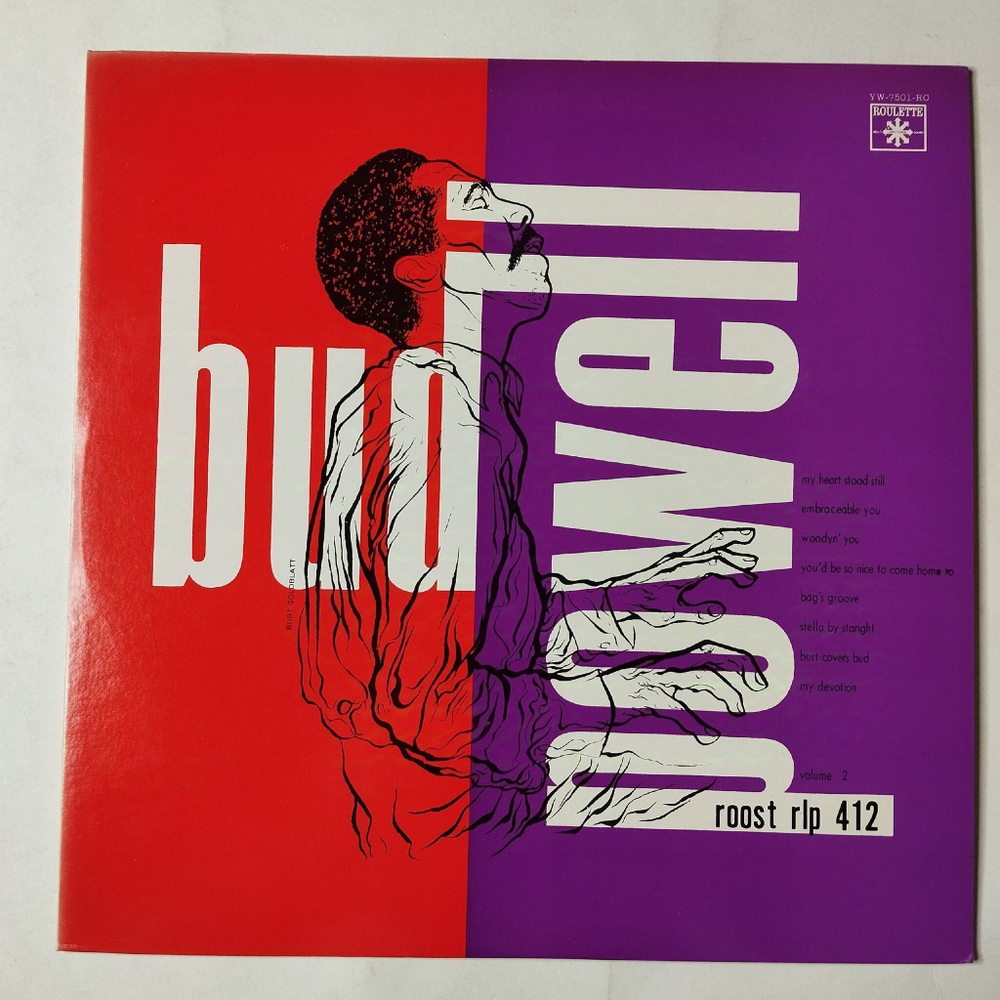 YW-7501-RO
ROULETTE
bud
powell
BURT GOLDBLATT
my heart stood still
embraceable you
woodyn' you
you'd be so nice to come home to
bag's groove
stella by staright
burt covers bud
my devotion
volume 2
roost rlp 412